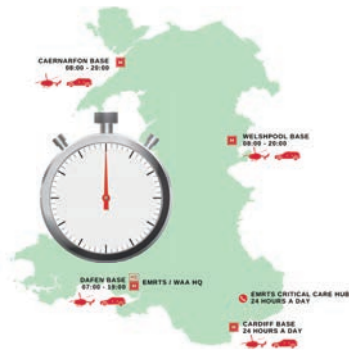 CAERNARFON BASE
08:00 - 20:00
H
WELSHPOOL BASE
08:00 - 20:00
H
DAFEN BASE
07:00 - 19:00
HQ
H
EMRTS / WAA HQ
EMRTS CRITICAL CARE HUB
24 HOURS A DAY
H
CARDIFF BASE
24 HOURS A DAY